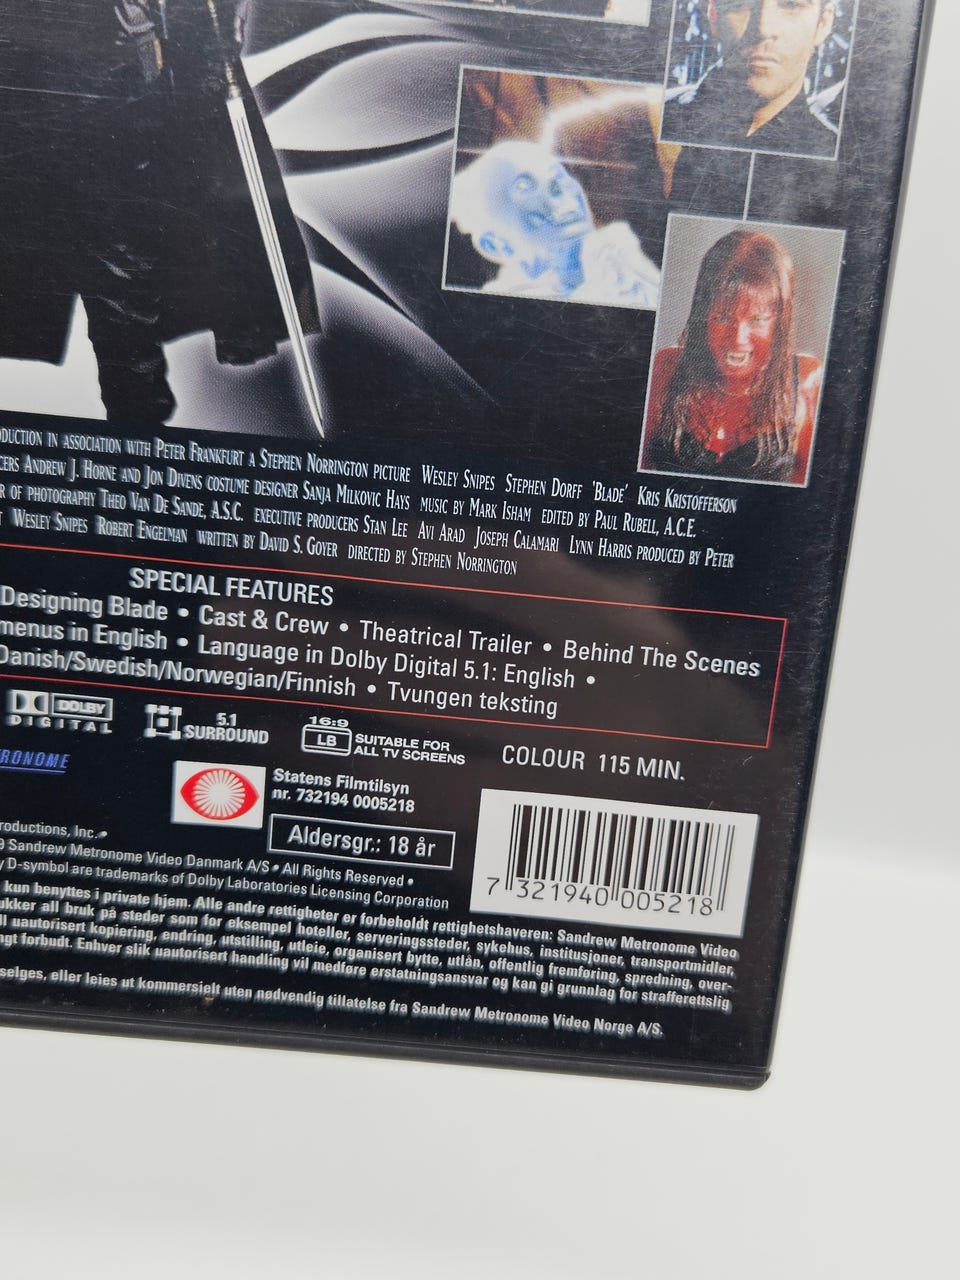 DUCTION IN ASSOCIATION WITH PETER FRANKFURT A STEPHEN NORRINGTON PICTURE WESLEY SNIPES STEPHEN DORFF 'BLADE' KRIS KRISTOFFERSON
CERS ANDREW J. HORNE AND JON DIVENS COSTUME DESIGNER SANJA MILKOVIC HAYS MUSIC BY MARK ISHAM EDITED BY PAUL RUBELL, A.C.E.
R OF PHOTOGRAPHY THEO VAN DE SANDE, A.S.C. EXECUTIVE PRODUCERS STAN LEE AVI ARAD JOSEPH CALAMARI LYNN HARRIS PRODUCED BY PETER
WESLEY SNIPES ROBERT ENGELMAN WRITTEN BY DAVID S. GOYER DIRECTED BY STEPHEN NORRINGTON
SPECIAL FEATURES
Designing Blade • Cast & Crew • Theatrical Trailer • Behind The Scenes
menus in English • Language in Dolby Digital 5.1: English •
Danish/Swedish/Norwegian/Finnish • Tvungen teksting
DOLBY
DIGITAL
5.1
SURROUND
16:9
LB
SUITABLE FOR
ALL TV SCREENS
COLOUR 115 MIN.
RONOME
Statens Filmtilsyn
nr. 732194 0005218
Aldersgr.: 18 år
7 321940 005218
roductions, Inc.
9 Sandrew Metronome Video Danmark A/S • All Rights Reserved •
y D-symbol are trademarks of Dolby Laboratories Licensing Corporation
kun benyttes i private hjem. Alle andre rettigheter er forbeholdt rettighetshaveren: Sandrew Metronome Video
ukker all bruk på steder som for eksempel hoteller, serveringssteder, sykehus, institusjoner, transportmidler,
ll uautorisert kopiering, endring, utstilling, utleie, organisert bytte, utlån, offentlig fremføring, spredning, over-
ngt forbudt. Enhver slik uautorisert handling vil medføre erstatningsansvar og kan gi grunnlag for strafferettslig
selges, eller leies ut kommersielt uten nødvendig tillatelse fra Sandrew Metronome Video Norge A/S.